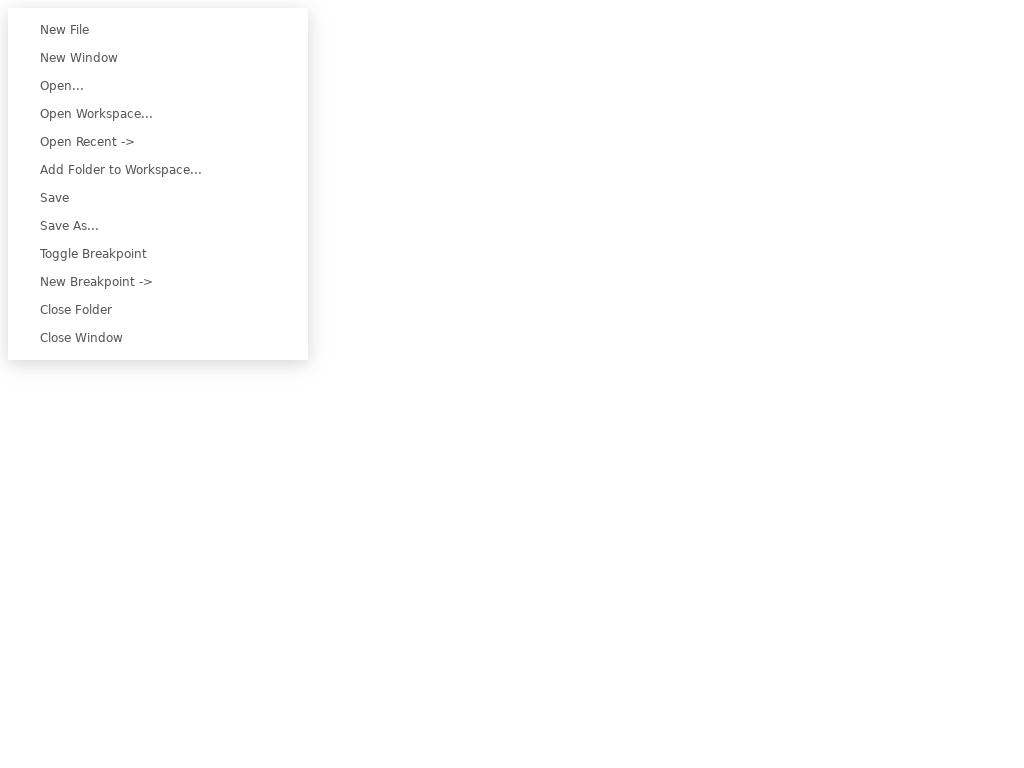 New File
New Window
Open...
Open Workspace...
Open Recent ->
Add Folder to Workspace...
Save
Save As...
Toggle Breakpoint
New Breakpoint ->
Close Folder
Close Window